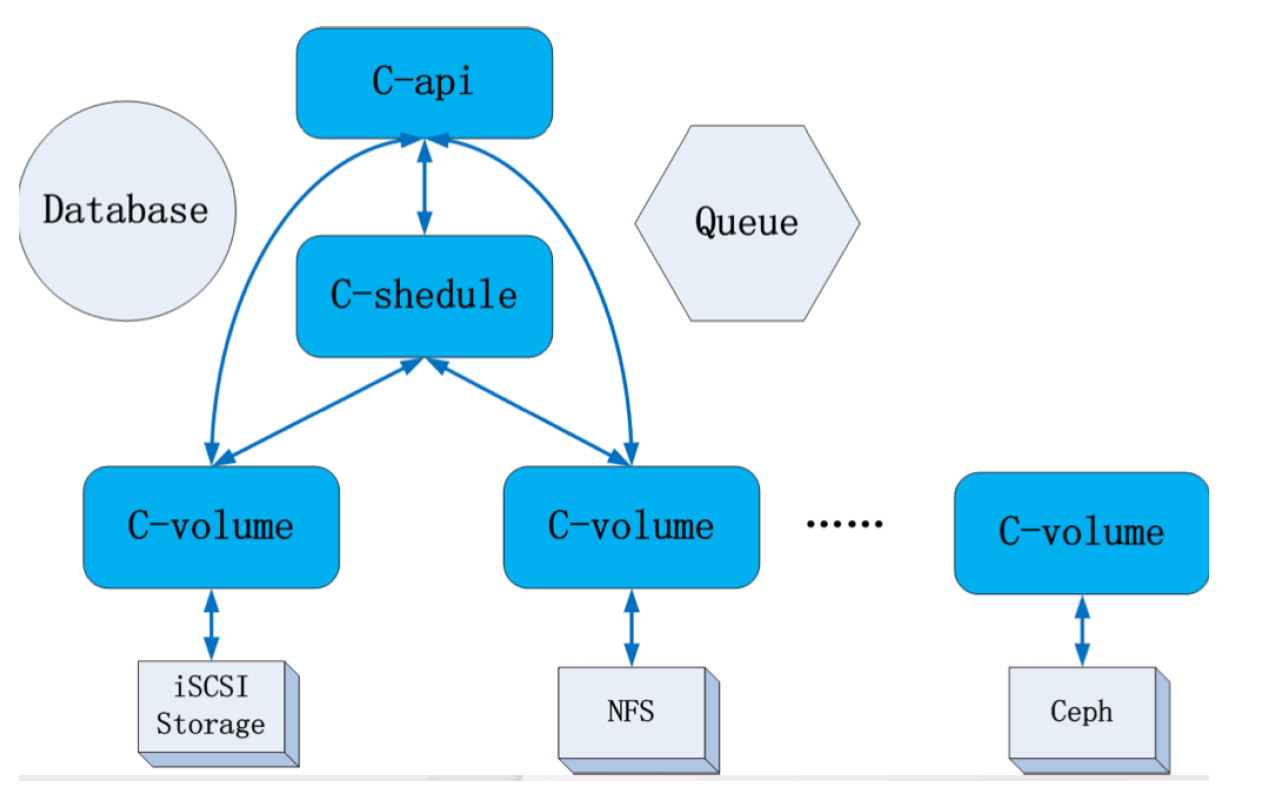 C-api
Database
Queue
C-shedule
C-volume
C-volume
……
C-volume
iSCSI
Storage
NFS
Ceph